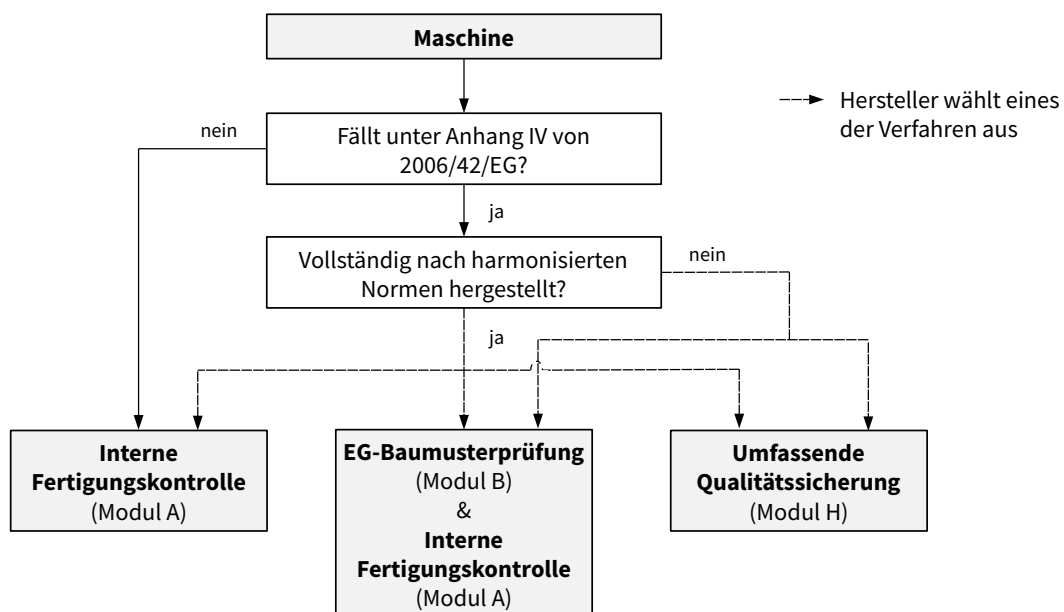 Maschine
Hersteller wählt eines
der Verfahren aus
nein
Fällt unter Anhang IV von
2006/42/EG?
ja
Vollständig nach harmonisierten
Normen hergestellt?
nein
ja
Interne
Fertigungskontrolle
(Modul A)
EG-Baumusterprüfung
(Modul B)
&
Interne
Fertigungskontrolle
(Modul A)
Umfassende
Qualitätssicherung
(Modul H)